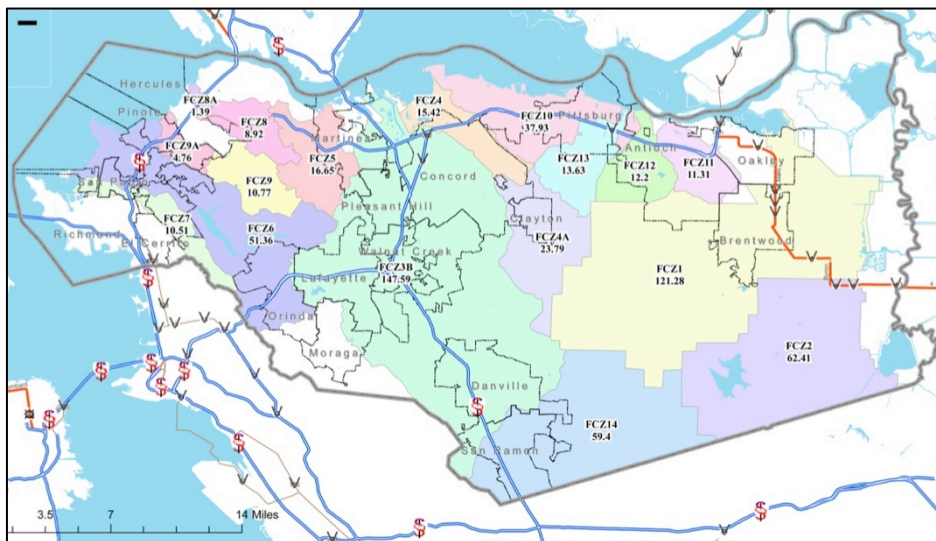 Hercules
FCZ8A
1.39
FCZ4
15.42
Pinole
FCZ8
8.92
FCZ10
37.93
Pittsburg
Martinez
FCZ9A
4.76
FCZ5
16.65
FCZ13
13.63
Antioch
FCZ12
12.2
FCZ11
11.31
Oakley
San Pablo
FCZ9
10.77
Concord
Pleasant Hill
FCZ7
10.51
Clayton
FCZ6
51.36
FCZ4A
23.79
Richmond
El Cerrito
Walnut Creek
Brentwood
FCZ3B
147.59
Lafayette
FCZ1
121.28
Orinda
Moraga
FCZ2
62.41
Danville
FCZ14
59.4
San Ramon
3.5 7 14 Miles